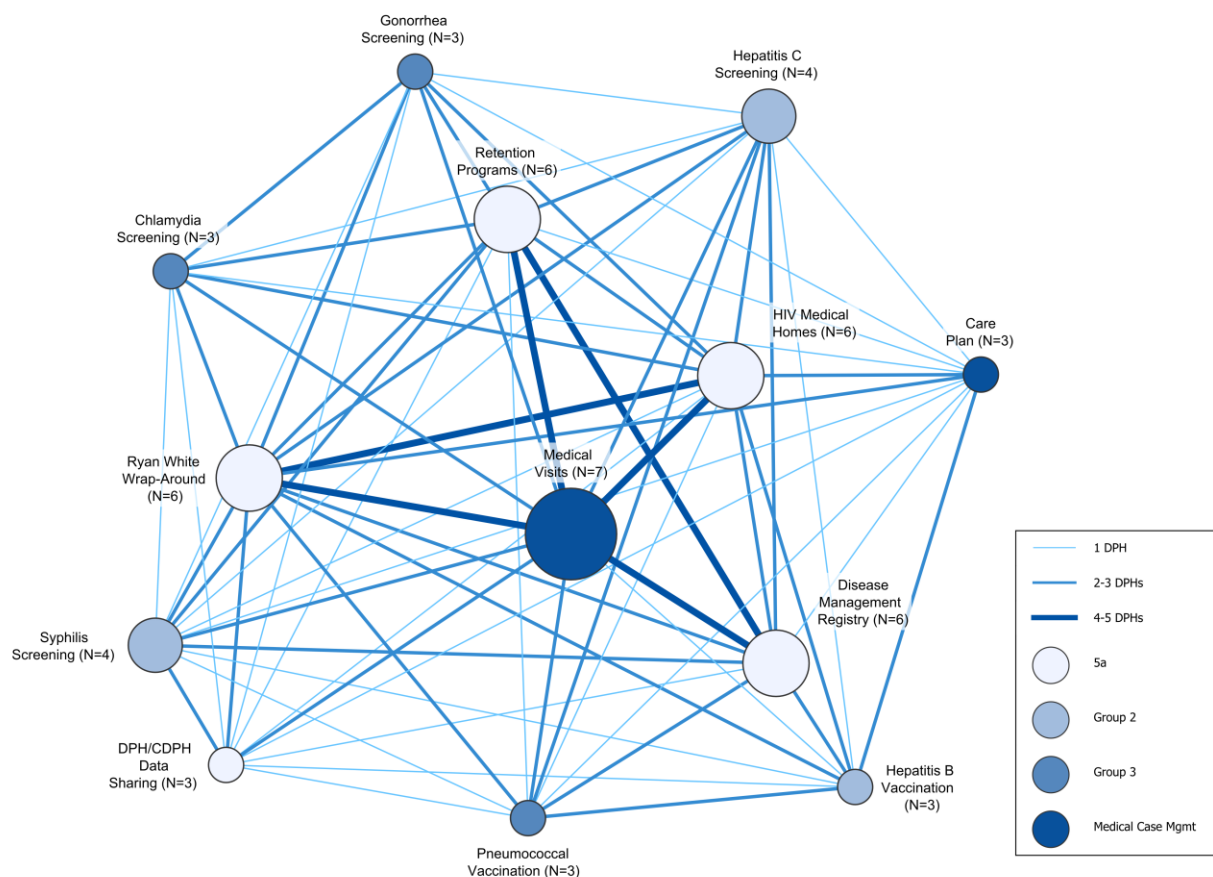 Gonorrhea
Screening (N=3)
Hepatitis C
Screening (N=4)
Retention
Programs (N=6)
Chlamydia
Screening (N=3)
HIV Medical
Homes (N=6)
Care
Plan (N=3)
Ryan White
Wrap-Around
(N=6)
Medical
Visits (N=7)
Disease
Management
Registry (N=6)
Syphilis
Screening (N=4)
DPH/CDPH
Data
Sharing (N=3)
Hepatitis B
Vaccination
(N=3)
Pneumococcal
Vaccination (N=3)
1 DPH
2-3 DPHs
4-5 DPHs
5a
Group 2
Group 3
Medical Case Mgmt